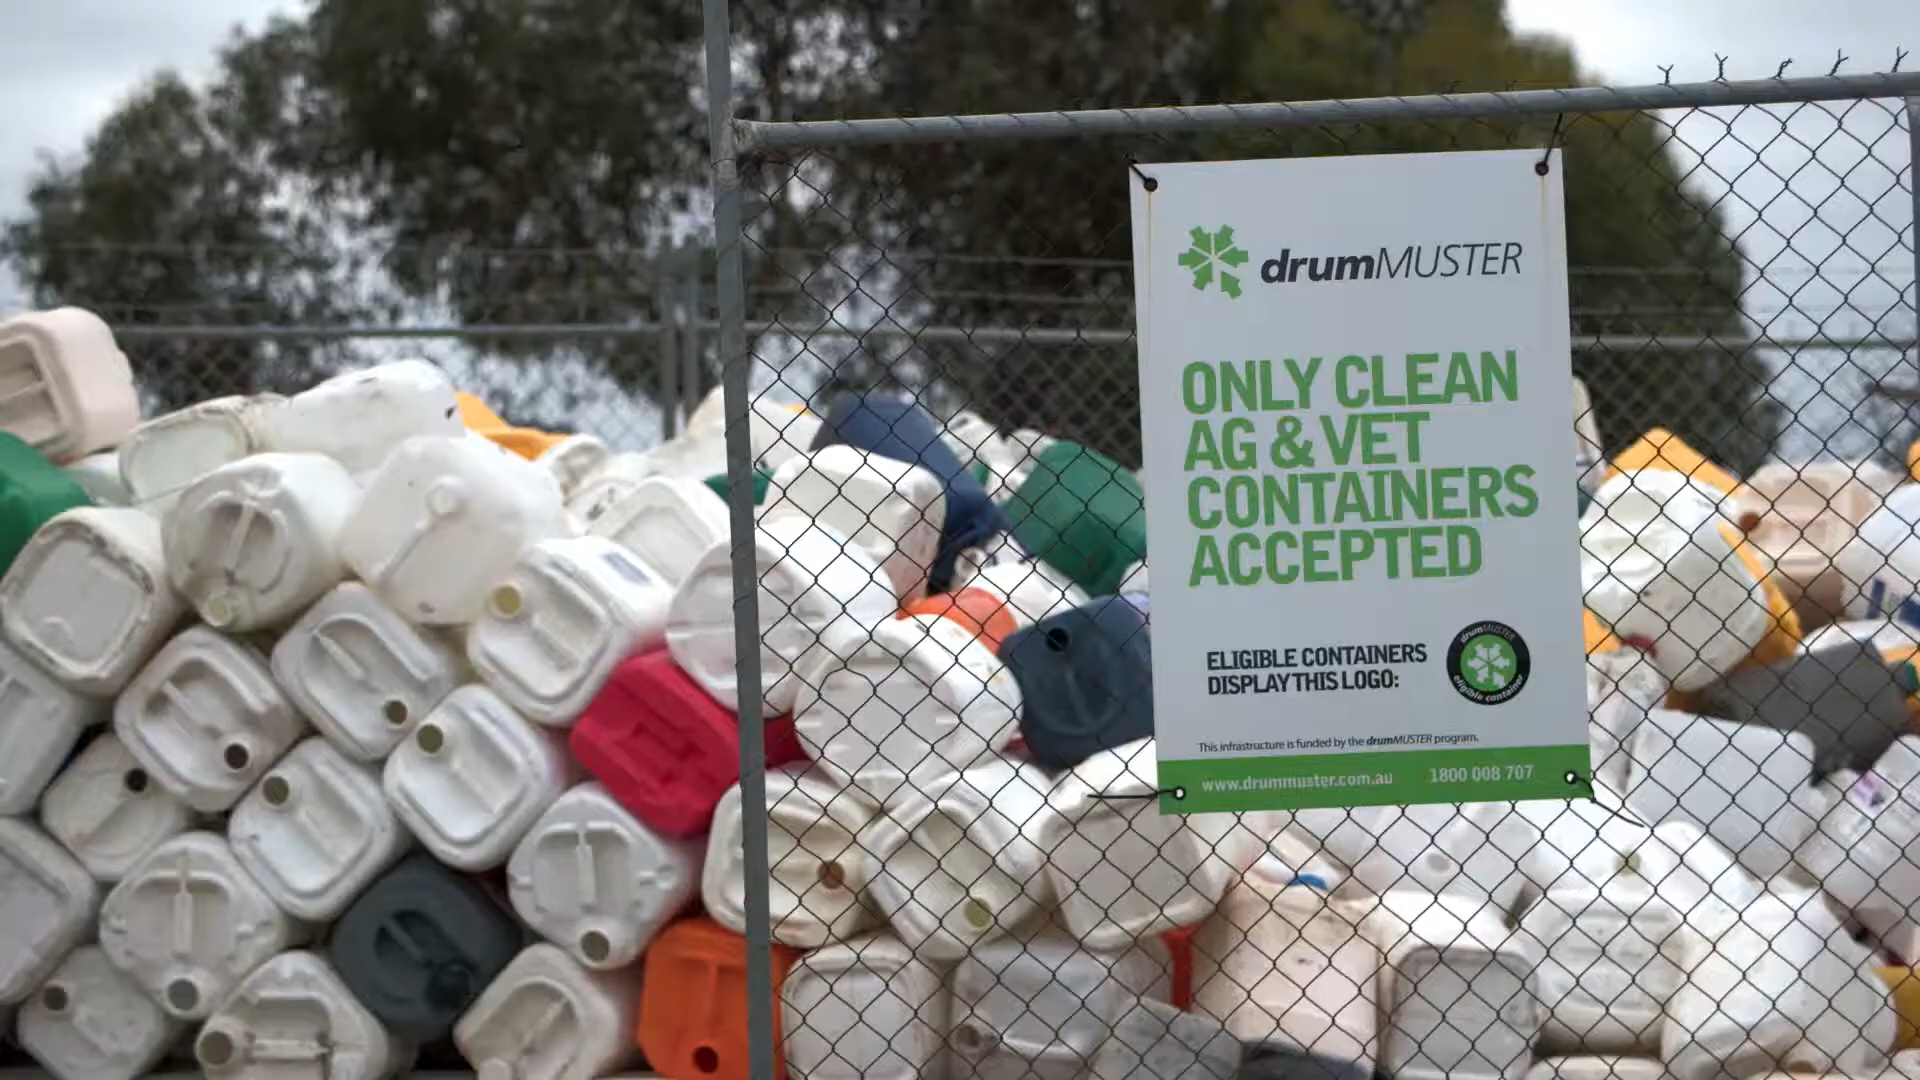 drumMUSTER
ONLY CLEAN
AG & VET
CONTAINERS
ACCEPTED
ELIGIBLE CONTAINERS
DISPLAY THIS LOGO:
drumMUSTER
eligible container
This infrastructure is funded by the drumMUSTER program.
www.drummuster.com.au 1800 008 707